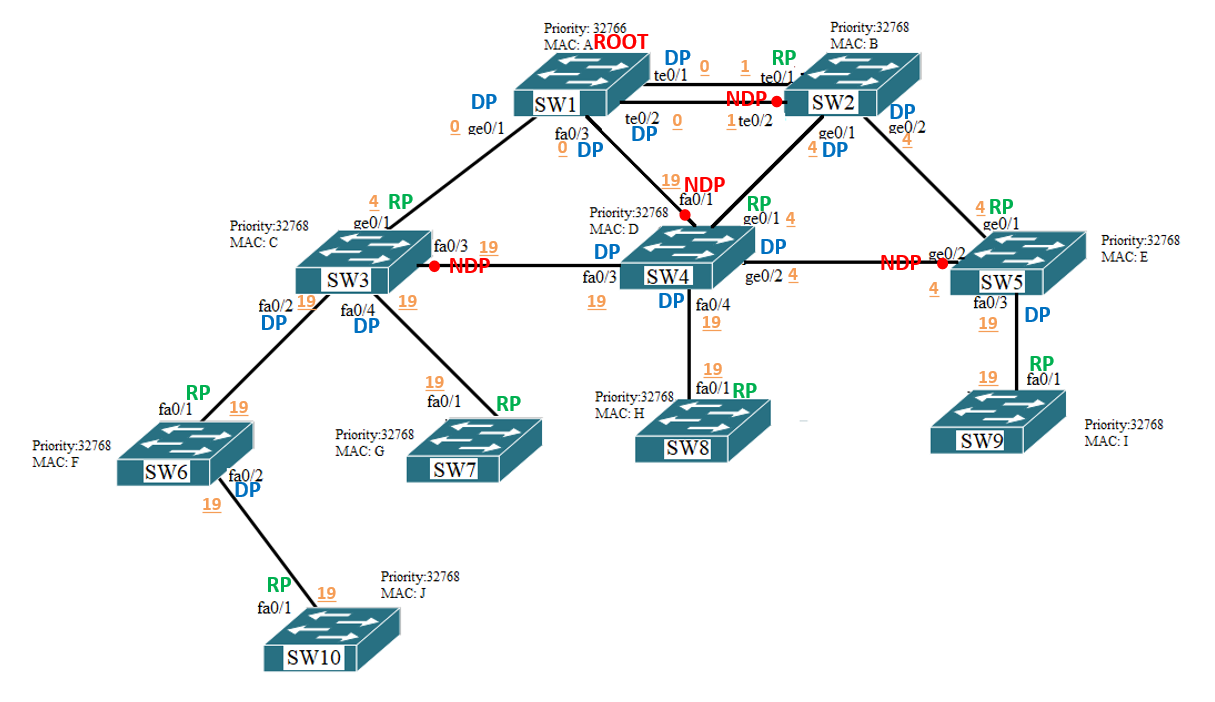 Priority: 32766
MAC: A
ROOT
Priority:32768
MAC: B
DP
te0/1
0
1
RP
te0/1
SW1
SW2
NDP
te0/2
DP
0
1
te0/2
DP
0
ge0/1
fa0/3
0
DP
ge0/1
4
DP
DP
ge0/2
4
4
RP
ge0/1
19
NDP
fa0/1
Priority:32768
MAC: D
RP
ge0/1
4
4
RP
ge0/1
Priority:32768
MAC: C
fa0/3
19
NDP
DP
fa0/3
19
SW3
SW4
DP
ge0/2
4
NDP
ge0/2
4
SW5
Priority:32768
MAC: E
fa0/2
19
DP
fa0/4
19
DP
DP
fa0/4
19
fa0/3
19
DP
RP
fa0/1
19
19
fa0/1
RP
19
fa0/1
RP
19
RP
fa0/1
Priority:32768
MAC: F
SW6
Priority:32768
MAC: G
SW7
Priority:32768
MAC: H
SW8
SW9
Priority:32768
MAC: I
fa0/2
DP
19
RP
fa0/1
19
Priority:32768
MAC: J
SW10